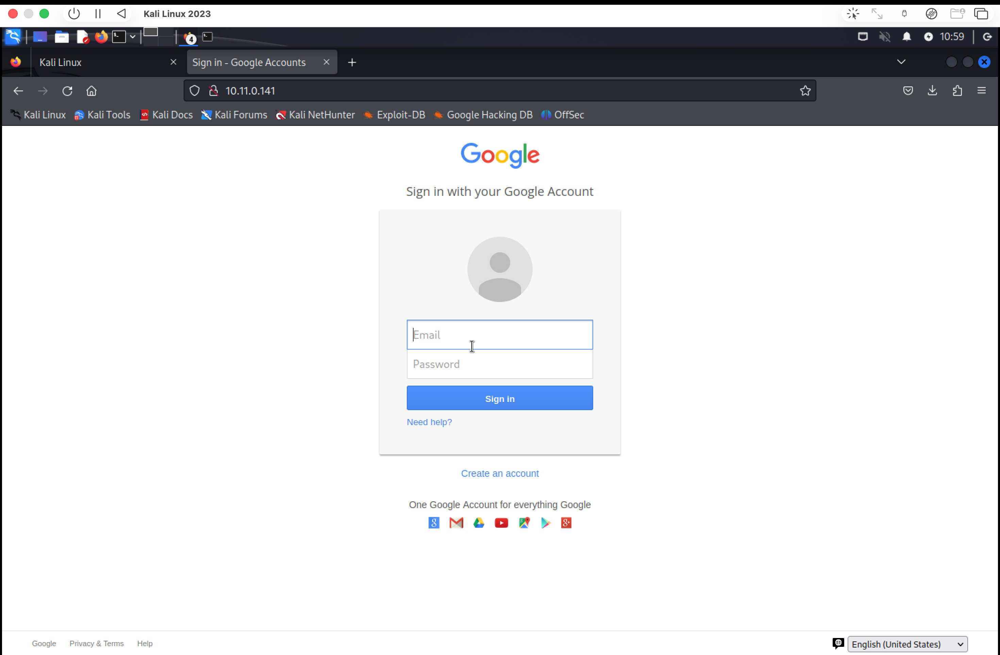 Kali Linux 2023
4
10:59
Kali Linux
Sign in - Google Accounts
10.11.0.141
Kali Linux Kali Tools Kali Docs Kali Forums Kali NetHunter Exploit-DB Google Hacking DB OffSec
Google
Sign in with your Google Account
Email
Password
Sign in
Need help?
Create an account
One Google Account for everything Google
Google Privacy & Terms Help
English (United States)